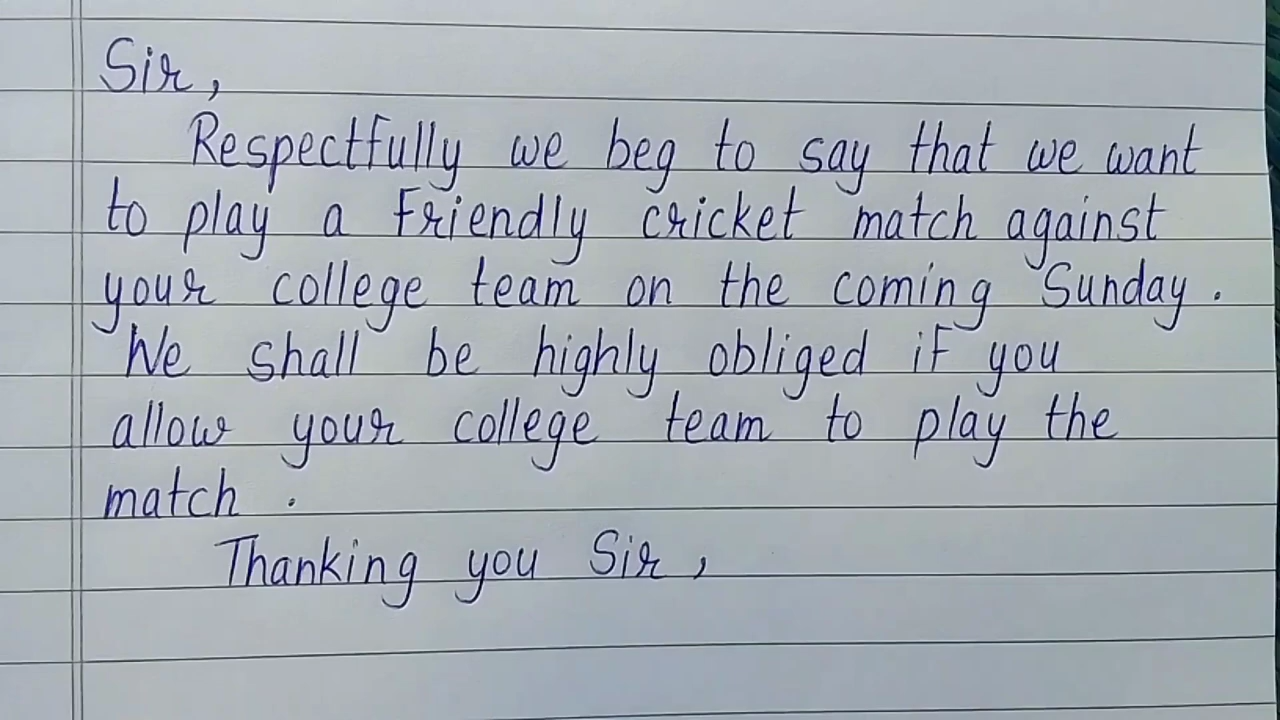 Sir,
Respectfully we beg to say that we want
to play a friendly cricket match against
your college team on the coming Sunday.
We shall be highly obliged if you
allow your college team to play the
match.
Thanking you Sir,